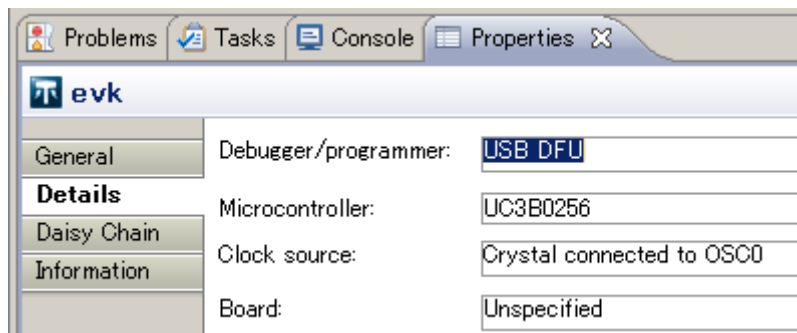 Problems Tasks Console Properties
evk
General
Details
Daisy Chain
Information
Debugger/programmer: USB DFU
Microcontroller: UC3B0256
Clock source: Crystal connected to OSC0
Board: Unspecified